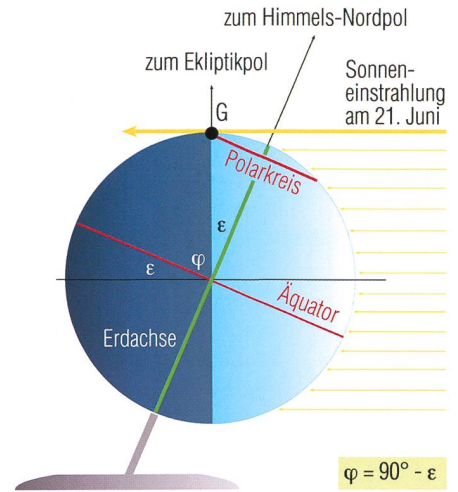 zum Himmels-Nordpol
zum Ekliptikpol
Sonnen-
einstrahlung
am 21. Juni
G
Polarkreis
ε
ε
φ
Äquator
Erdachse
φ = 90° - ε